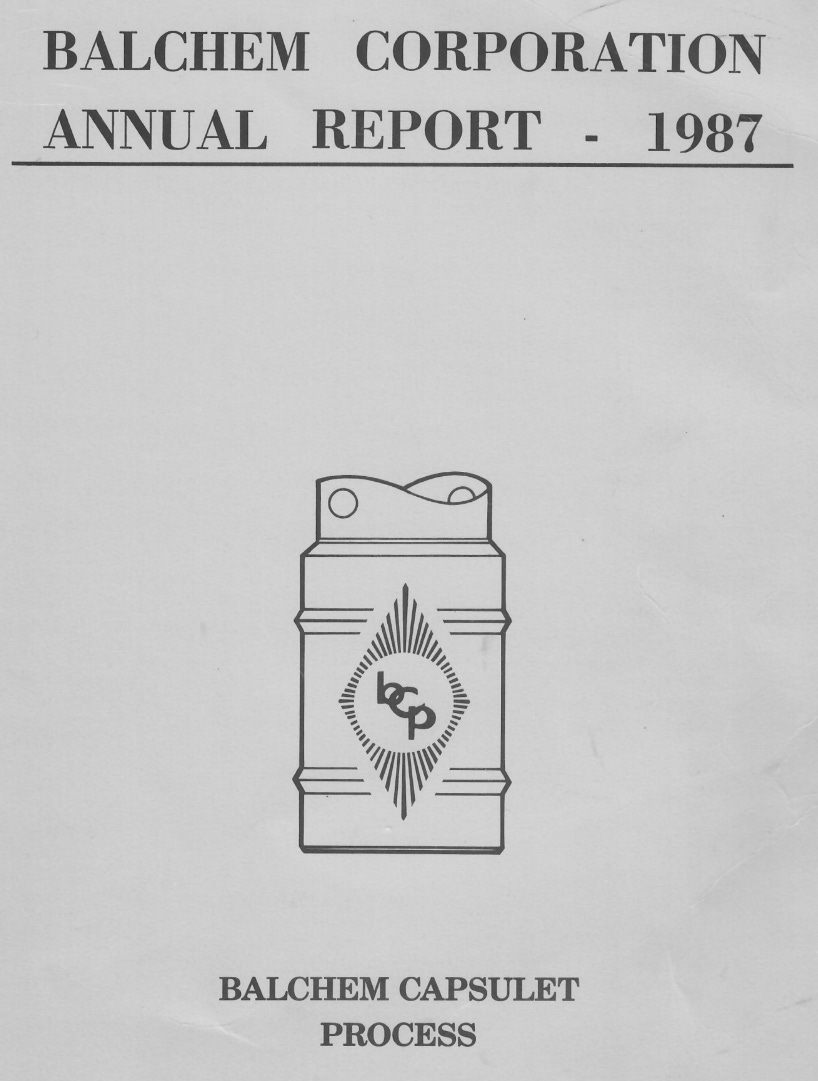 BALCHEM CORPORATION
ANNUAL REPORT - 1987
bcp
BALCHEM CAPSULET
PROCESS